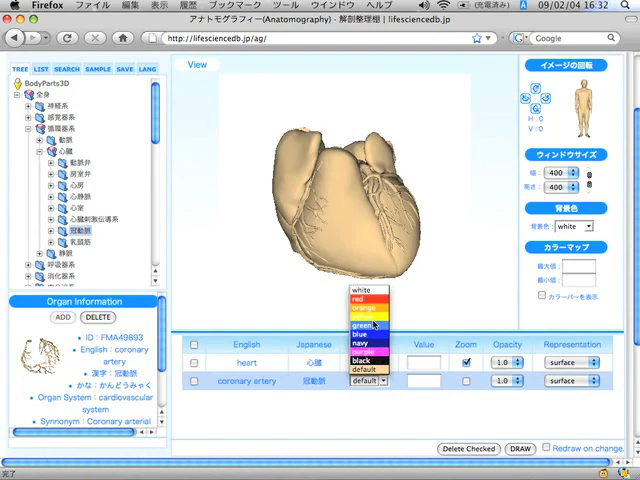 Firefox ファイル 編集 表示 履歴 ブックマーク ツール ウインドウ ヘルプ (充電済み) A 09/02/04 16:32
アナトモグラフィー(Anatomography) - 解剖整理棚 | lifesciencedb.jp
http://lifesciencedb.jp/ag/
Google
TREE LIST SEARCH SAMPLE SAVE LANG
BodyParts3D
全身
神経系
感覚器系
循環器系
動脈
心臓
動脈弁
房室弁
心房
心静脈
心室
心臓刺激伝導系
冠動脈
乳頭筋
静脈
呼吸器系
消化器系
Organ Information
ADD DELETE
ID : FMA49893
English : coronary
artery
漢字 : 冠動脈
かな : かんどうみゃく
Organ System : cardiovascular
system
Synnonym : Coronary arterial
View
イメージの回転
H : 0
V : 0
ウィンドウサイズ
幅 : 400
高さ : 400
背景色
背景色 : white
カラーマップ
最大値 :
最小値 :
カラーバーを表示
white
red
orange
yellow
green
blue
navy
purple
black
default
English Japanese Value Zoom Opacity Representation
heart 心臓 1.0 surface
coronary artery 冠動脈 default 1.0 surface
Delete Checked DRAW Redraw on change.
完了